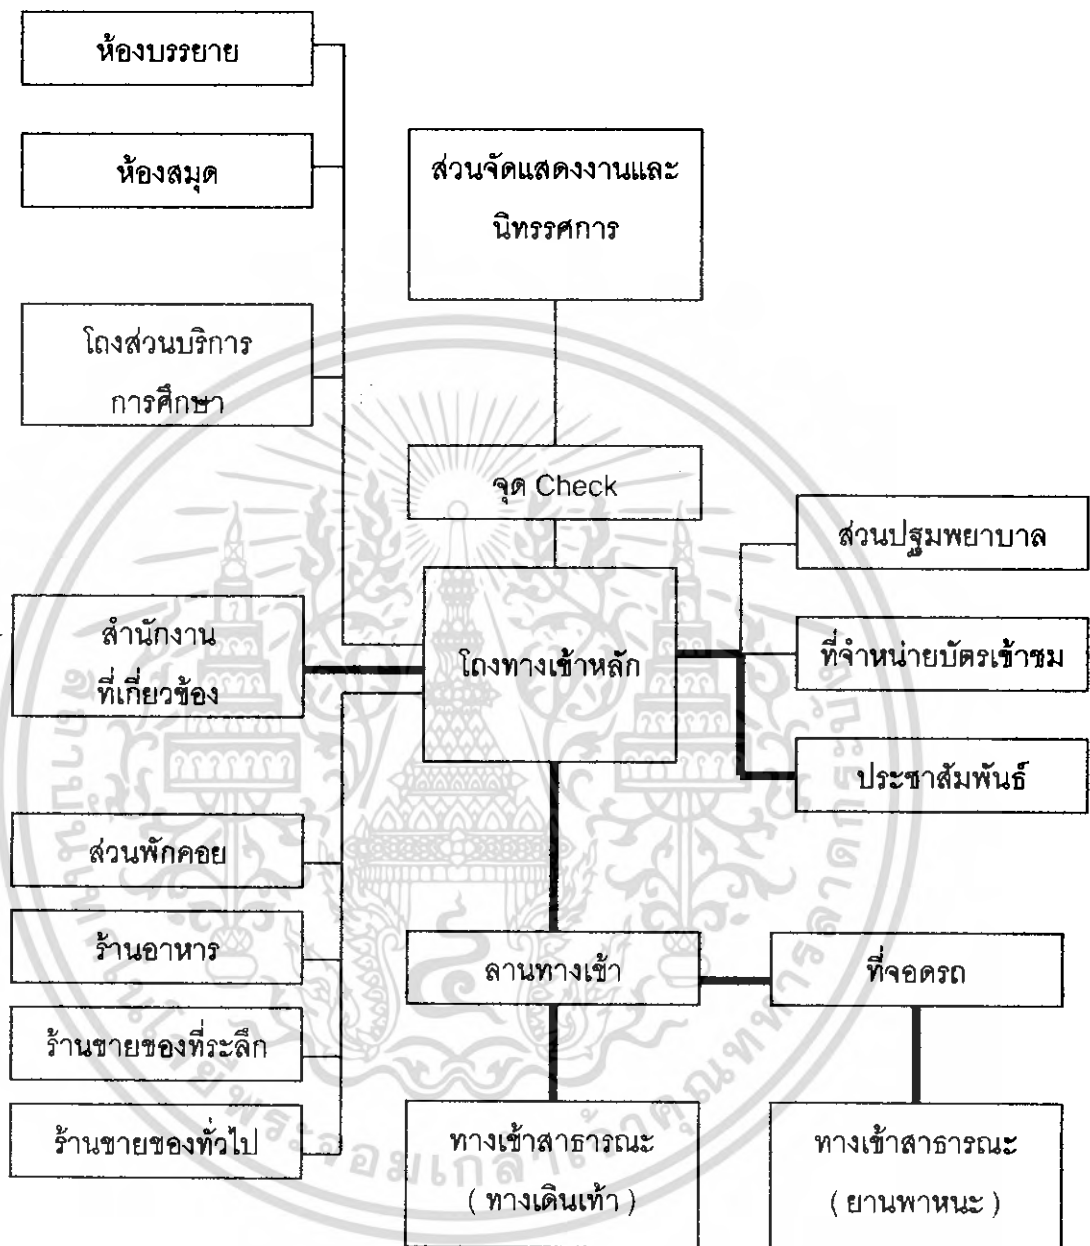 ห้องบรรยาย
ห้องสมุด
ส่วนจัดแสดงงานและ
นิทรรศการ
โถงส่วนบริการ
การศึกษา
จุด Check
ส่วนปฐมพยาบาล
สำนักงาน
ที่เกี่ยวข้อง
โถงทางเข้าหลัก
ที่จำหน่ายบัตรเข้าชม
ประชาสัมพันธ์
ส่วนพักคอย
ร้านอาหาร
ลานทางเข้า
ที่จอดรถ
ร้านขายของที่ระลึก
ร้านขายของทั่วไป
ทางเข้าสาธารณะ
( ทางเดินเท้า )
ทางเข้าสาธารณะ
( ยานพาหนะ )